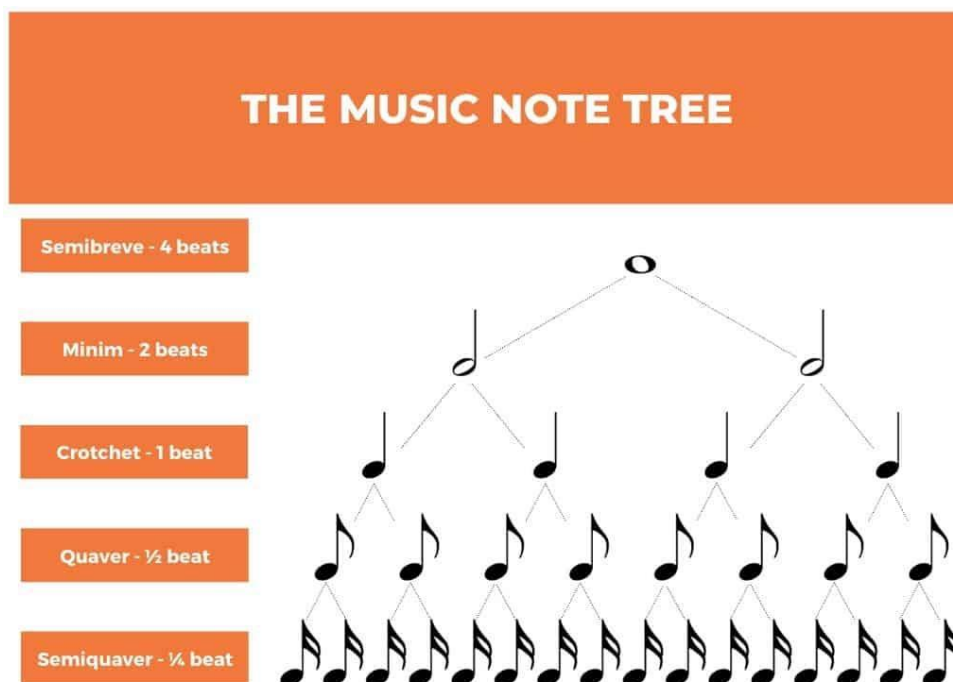 THE MUSIC NOTE TREE
Semibreve - 4 beats
Minim - 2 beats
Crotchet - 1 beat
Quaver - ½ beat
Semiquaver - ¼ beat